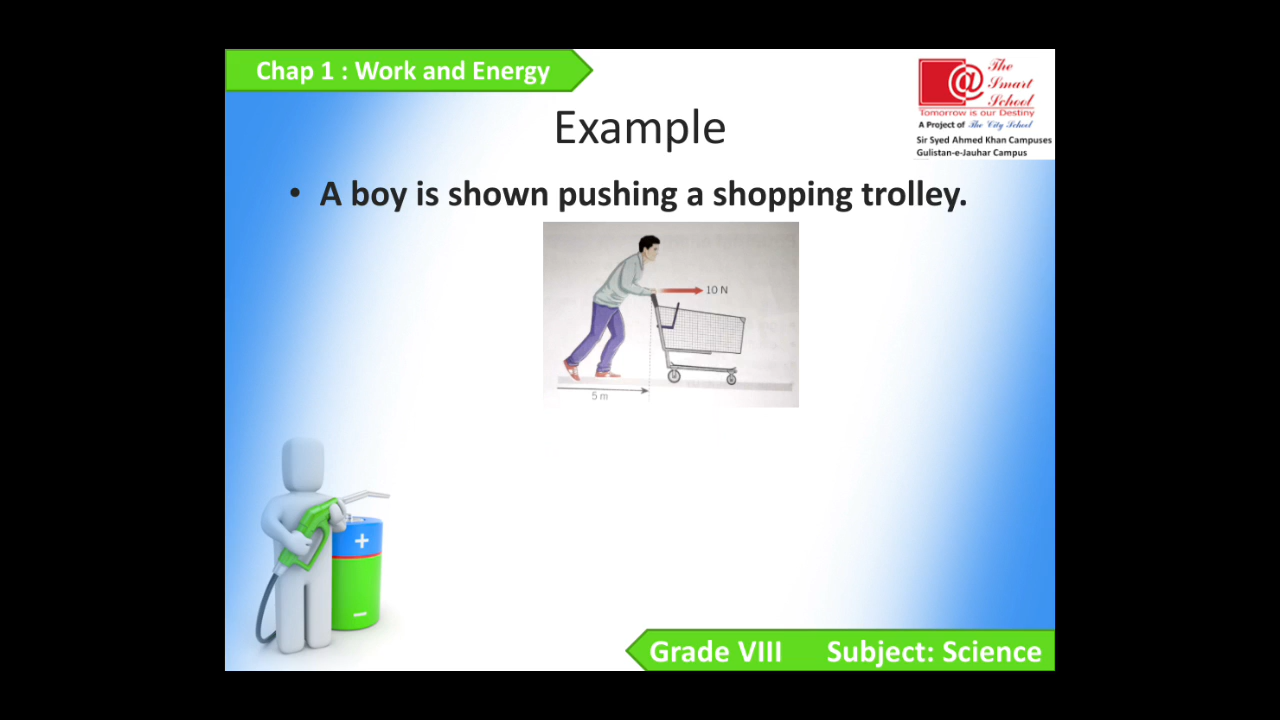 Chap 1 : Work and Energy
The
Smart
School
Tomorrow is our Destiny
A Project of The City School
Sir Syed Ahmed Khan Campuses
Gulistan-e-Jauhar Campus
Example
• A boy is shown pushing a shopping trolley.
10 N
5 m
Grade VIII Subject: Science